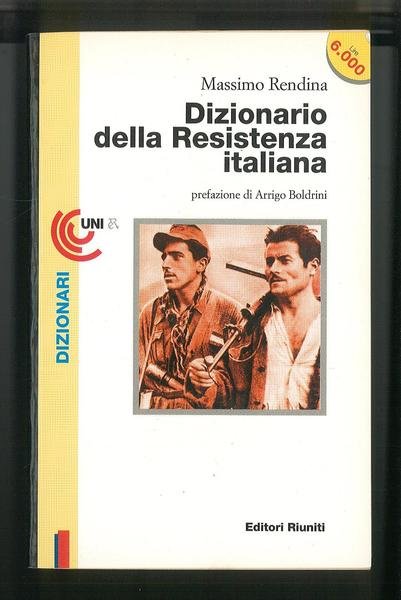 Lire
6.000
Massimo Rendina
Dizionario
della Resistenza
italiana
prefazione di Arrigo Boldrini
UNI
DIZIONARI
Editori Riuniti